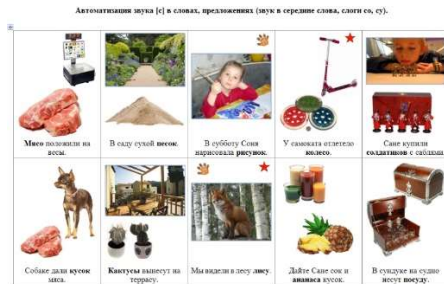 Автоматизация звука [с] в словах, предложениях (звук в середине слова, слоги со, су).
Мясо положили на
весы.
В саду сухой песок.
В субботу Соня
нарисовала рисунок.
У самоката отлетело
колесо.
Сане купили
солдатиков с саблями
Собаке дали кусок
мяса.
Кактусы вынесут на
террасу.
Мы видели в лесу лису.
Дайте Сане сок и
ананаса кусок.
В сундуке на судно
несут посуду.